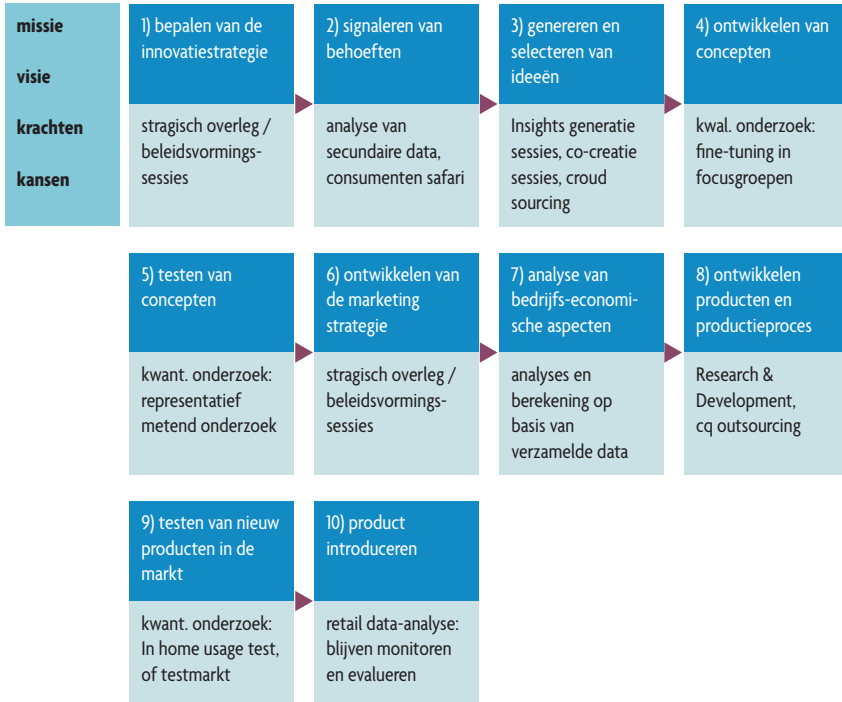 missie
visie
krachten
kansen
1) bepalen van de
innovatiestrategie
stragisch overleg /
beleidsvormings-
sessies
2) signaleren van
behoeften
analyse van
secundaire data,
consumenten safari
3) genereren en
selecteren van
ideeën
Insights generatie
sessies, co-creatie
sessies, croud
sourcing
4) ontwikkelen van
concepten
kwal. onderzoek:
fine-tuning in
focusgroepen
5) testen van
concepten
kwant. onderzoek:
representatief
metend onderzoek
6) ontwikkelen van
de marketing
strategie
stragisch overleg /
beleidsvormings-
sessies
7) analyse van
bedrijfs-economi-
sche aspecten
analyses en
berekening op
basis van
verzamelde data
8) ontwikkelen
producten en
productieproces
Research &
Development,
cq outsourcing
9) testen van nieuw
producten in de
markt
kwant. onderzoek:
In home usage test,
of testmarkt
10) product
introduceren
retail data-analyse:
blijven monitoren
en evalueren